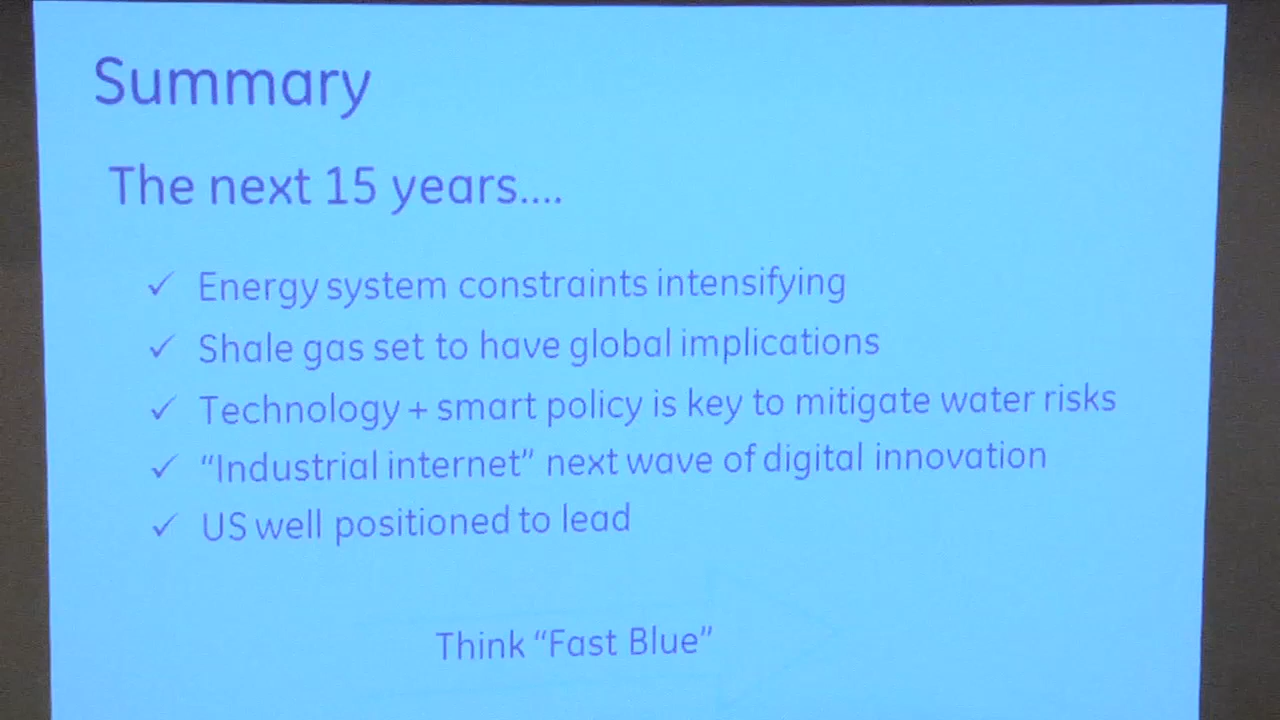 Summary
The next 15 years....
✓ Energy system constraints intensifying
✓ Shale gas set to have global implications
✓ Technology + smart policy is key to mitigate water risks
✓ “Industrial internet” next wave of digital innovation
✓ US well positioned to lead
Think “Fast Blue”